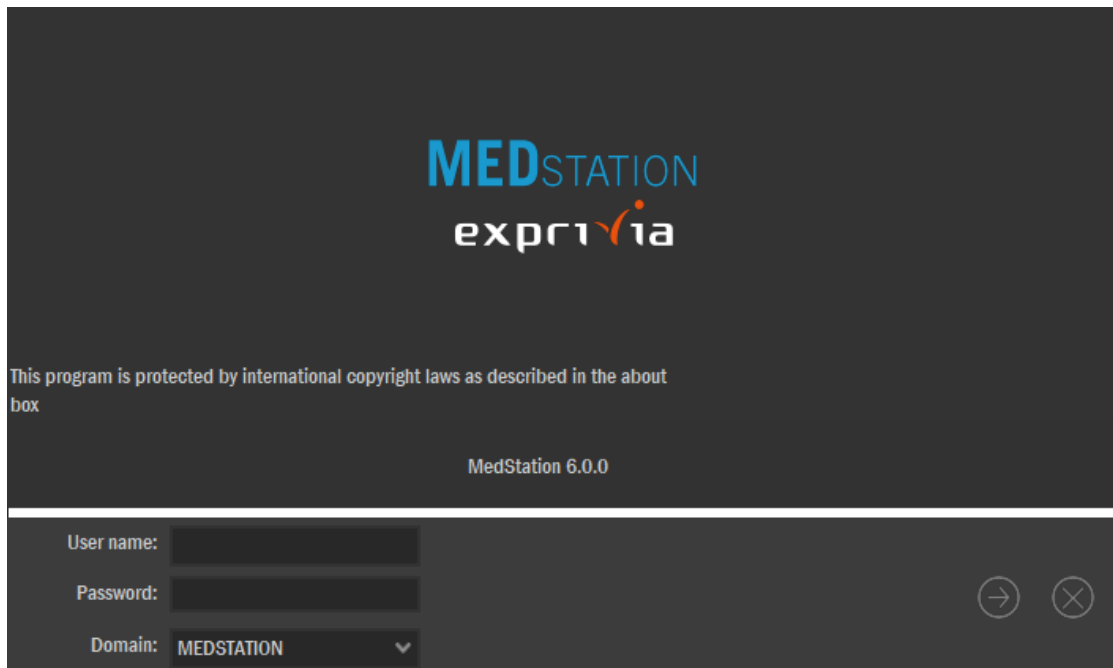 MEDSTATION
exprivia
This program is protected by international copyright laws as described in the about
box
MedStation 6.0.0
User name:
Password:
Domain: MEDSTATION